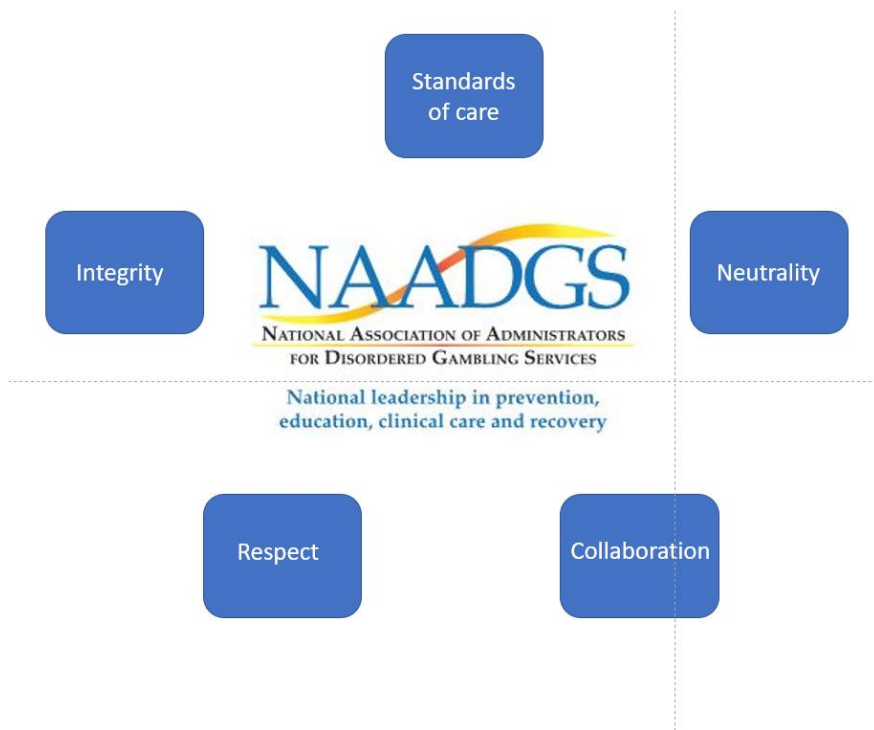 Standards
of care
Integrity
NAADGS
NATIONAL ASSOCIATION OF ADMINISTRATORS
FOR DISORDERED GAMBLING SERVICES
National leadership in prevention,
education, clinical care and recovery
Neutrality
Respect
Collaboration